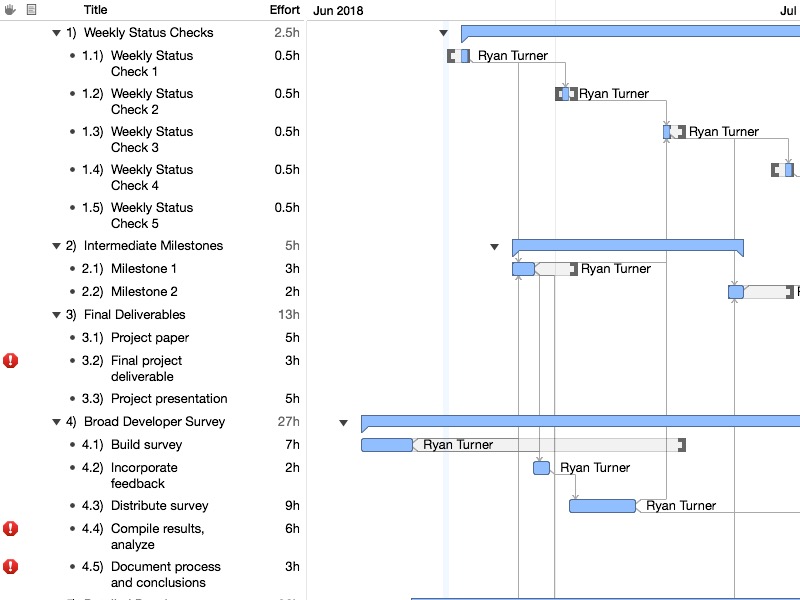 Title Effort Jun 2018 Jul
1) Weekly Status Checks 2.5h
1.1) Weekly Status 0.5h Ryan Turner
Check 1
1.2) Weekly Status 0.5h Ryan Turner
Check 2
1.3) Weekly Status 0.5h Ryan Turner
Check 3
1.4) Weekly Status 0.5h
Check 4
1.5) Weekly Status 0.5h
Check 5
2) Intermediate Milestones 5h
2.1) Milestone 1 3h Ryan Turner
2.2) Milestone 2 2h
3) Final Deliverables 13h
3.1) Project paper 5h
3.2) Final project 3h
deliverable
3.3) Project presentation 5h
4) Broad Developer Survey 27h
4.1) Build survey 7h Ryan Turner
4.2) Incorporate 2h Ryan Turner
feedback
4.3) Distribute survey 9h Ryan Turner
4.4) Compile results, 6h
analyze
4.5) Document process 3h
and conclusions